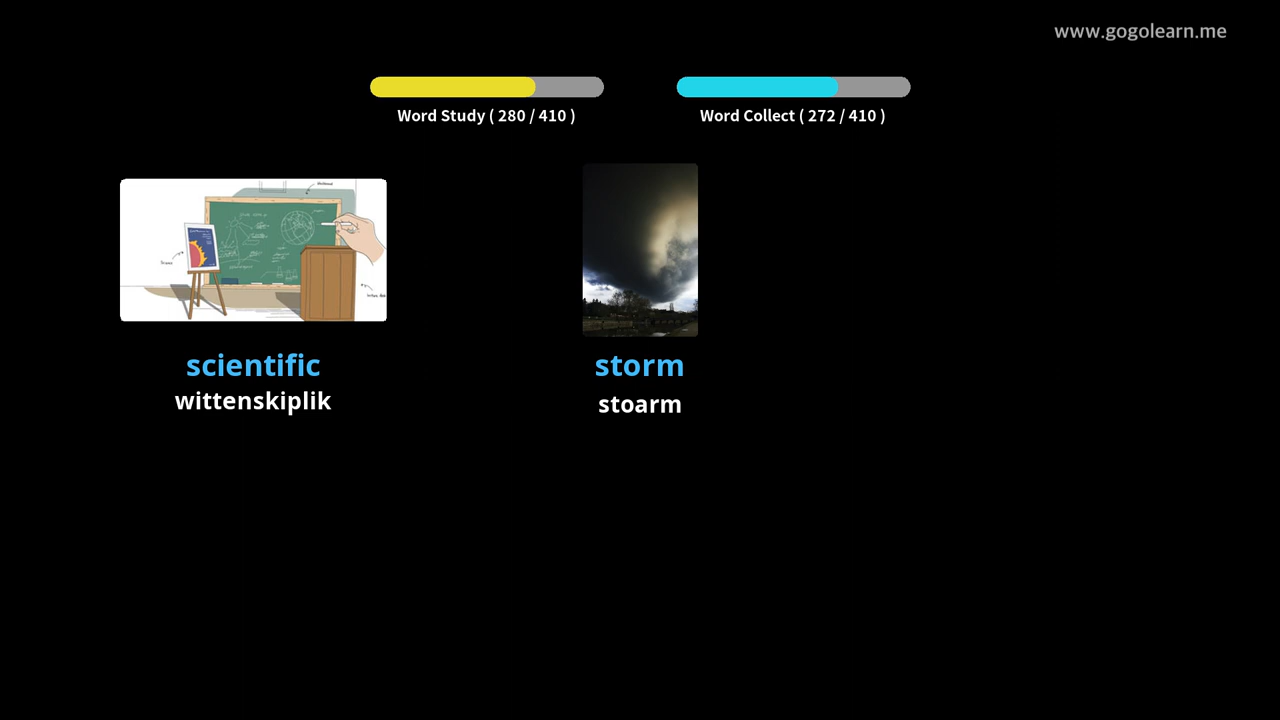 www.gogolearn.me
Word Study ( 280 / 410 )
Word Collect ( 272 / 410 )
scientific
wittenskiplik
storm
stoarm